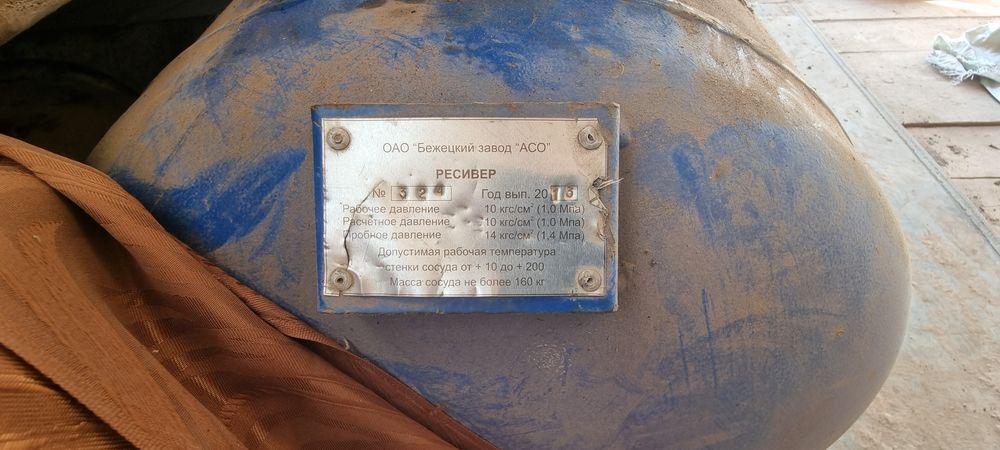 ОАО "Бежецкий завод "АСО"
РЕСИВЕР
№ 324 Год вып. 2013
Рабочее давление 10 кгс/см² (1,0 Мпа)
Расчётное давление 10 кгс/см² (1,0 Мпа)
Пробное давление 14 кгс/см² (1,4 Мпа)
Допустимая рабочая температура
стенки сосуда от + 10 до + 200
Масса сосуда не более 160 кг